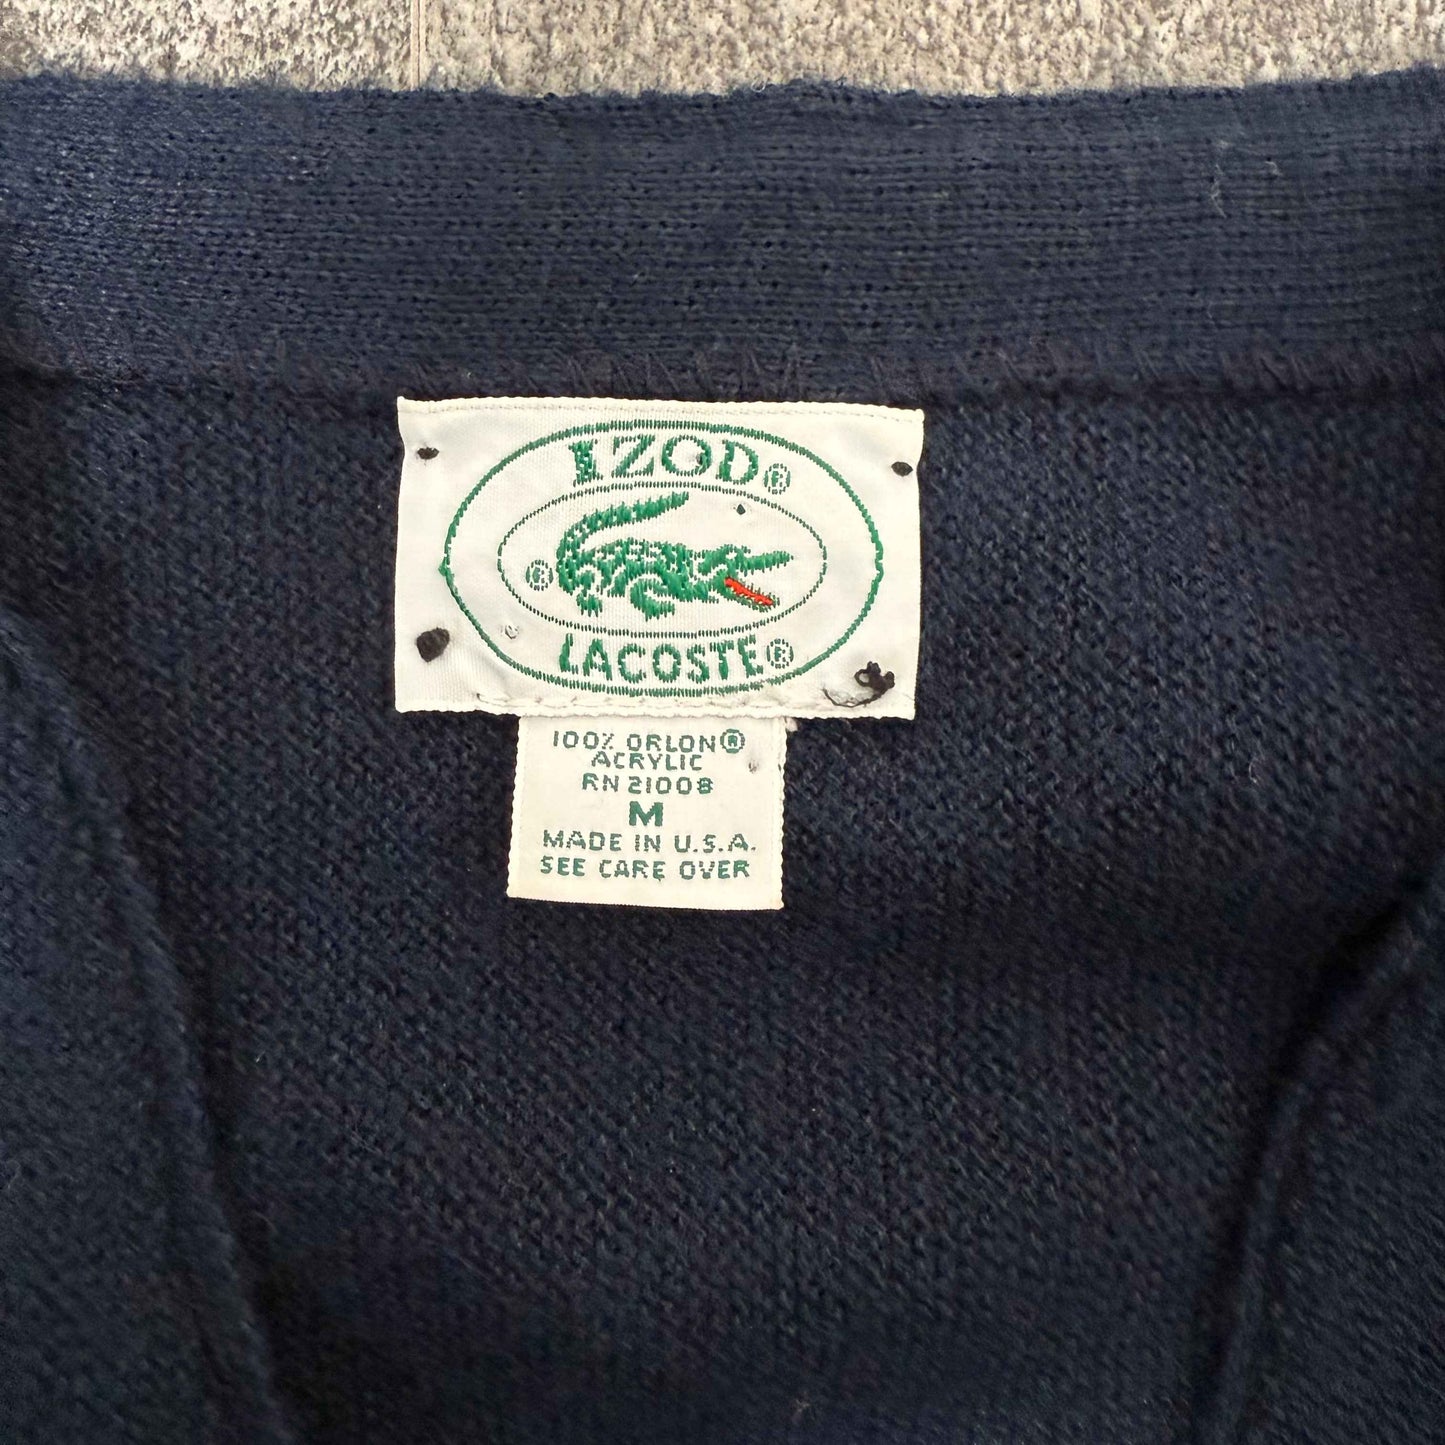 IZOD®
®
LACOSTE®
100% ORLON®
ACRYLIC
RN 21008
M
MADE IN U.S.A.
SEE CARE OVER